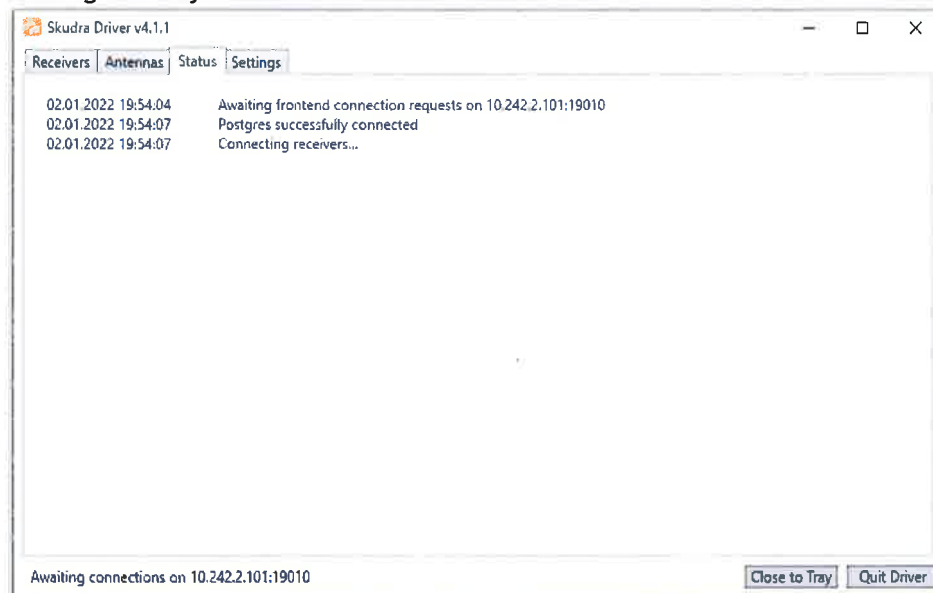 Skudra Driver v4.1.1
Receivers Antennas Status Settings
02.01.2022 19:54:04 Awaiting frontend connection requests on 10.242.2.101:19010
02.01.2022 19:54:07 Postgres successfully connected
02.01.2022 19:54:07 Connecting receivers...
Awaiting connections on 10.242.2.101:19010 Close to Tray Quit Driver